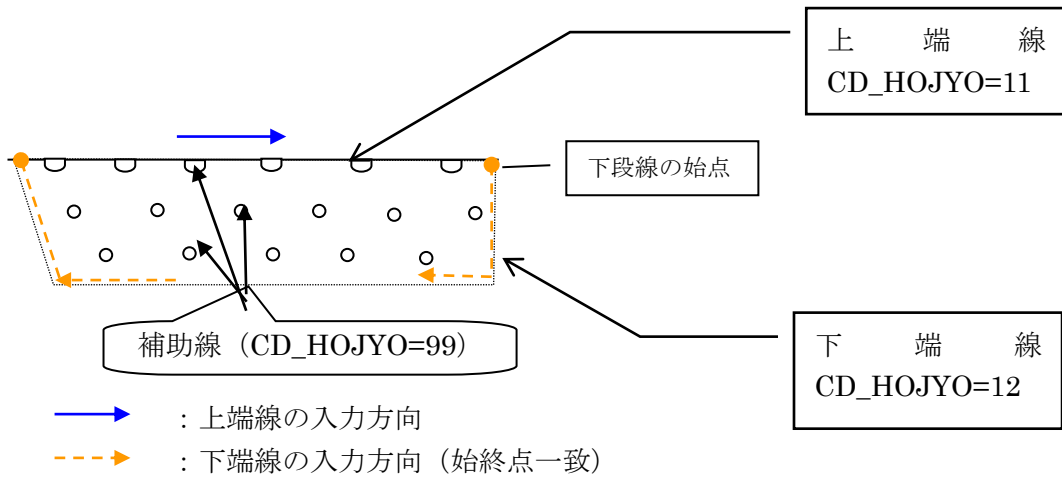 上端線
CD_HOJYO=11
下段線の始点
補助線（CD_HOJYO=99）
下端線
CD_HOJYO=12
：上端線の入力方向
：下端線の入力方向（始終点一致）